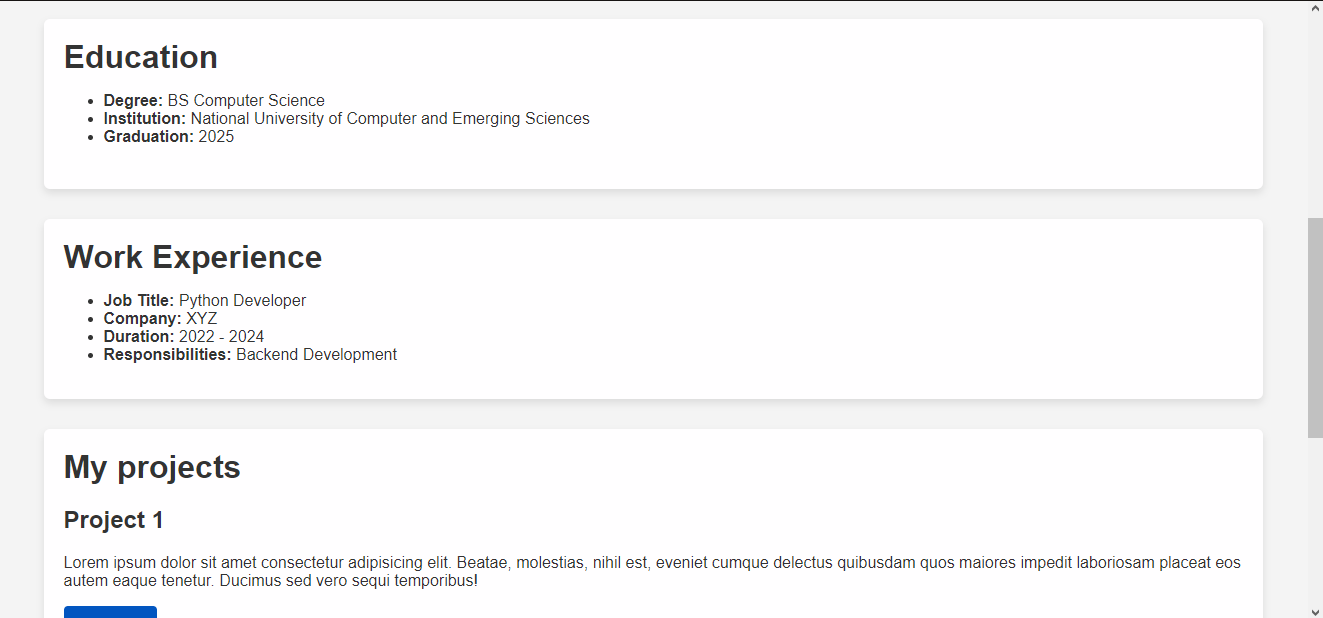 Education
Degree: BS Computer Science
Institution: National University of Computer and Emerging Sciences
Graduation: 2025
Work Experience
Job Title: Python Developer
Company: XYZ
Duration: 2022 - 2024
Responsibilities: Backend Development
My projects
Project 1
Lorem ipsum dolor sit amet consectetur adipisicing elit. Beatae, molestias, nihil est, eveniet cumque delectus quibusdam quos maiores impedit laboriosam placeat eos
autem eaque tenetur. Ducimus sed vero sequi temporibus!